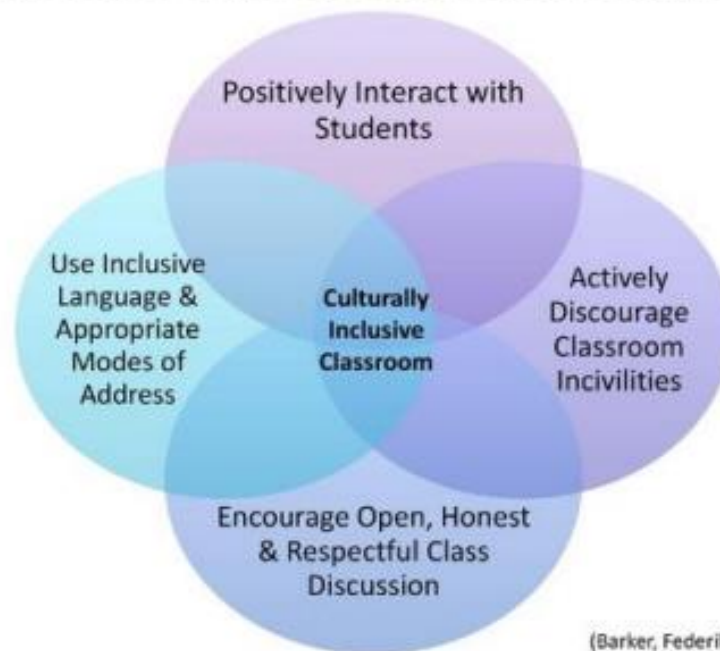 Positively Interact with
Students
Use Inclusive
Language &
Appropriate
Modes of
Address
Culturally
Inclusive
Classroom
Actively
Discourage
Classroom
Incivilities
Encourage Open, Honest
& Respectful Class
Discussion
(Barker, Federi